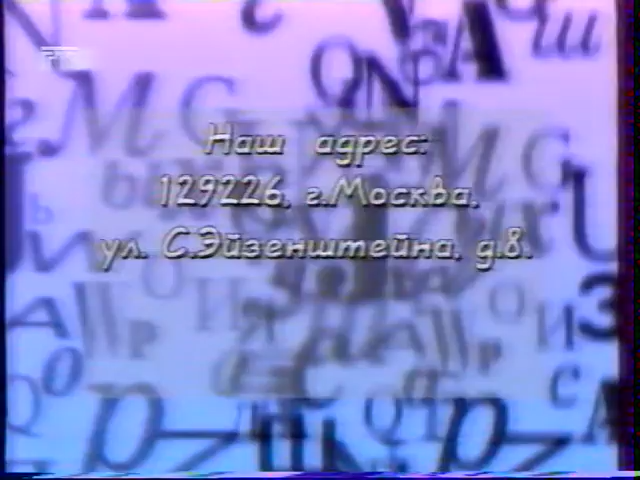 Наш адрес:
129226, г.Москва,
ул. С.Эйзенштейна, д.8.